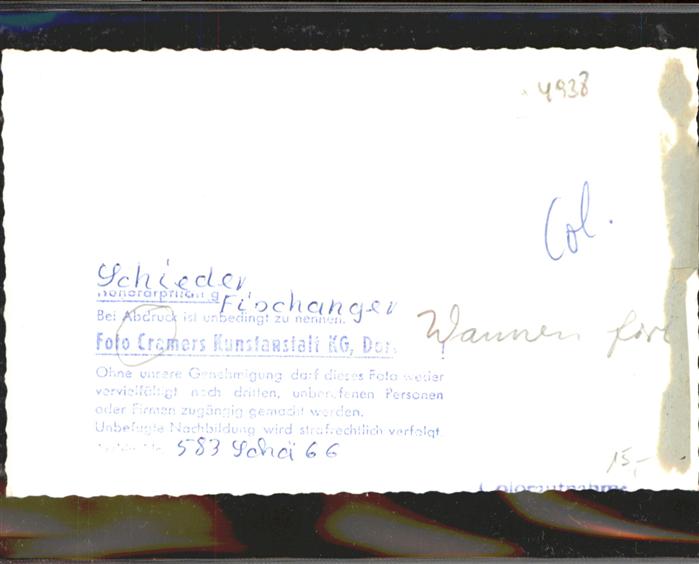 4938
Col.
Schieder
Honorarpflichtig
Fischanger
Bei Abdruck ist unbedingt zu nennen:
Foto Cramers Kunstanstalt KG, Dor
Wannen fort
Ohne unsere Genehmigung darf dieses Foto weder
vervielfältigt noch dritten, unberufenen Personen
oder Firmen zugängig gemacht werden.
Unbefugte Nachbildung wird strafrechtlich verfolgt.
583 Schä 66
15,-
Coloraufnahme